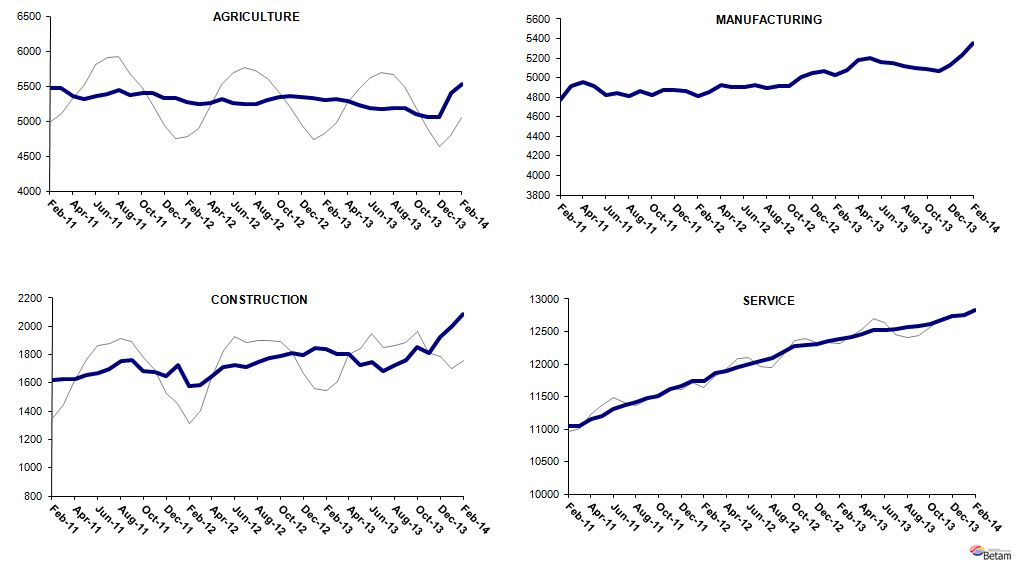 AGRICULTURE
6500
6000
5500
5000
4500
4000
Feb-11
Apr-11
Jun-11
Aug-11
Oct-11
Dec-11
Feb-12
Apr-12
Jun-12
Aug-12
Oct-12
Dec-12
Feb-13
Apr-13
Jun-13
Aug-13
Oct-13
Dec-13
Feb-14
MANUFACTURING
5600
5400
5200
5000
4800
4600
4400
4200
4000
3800
Feb-11
Apr-11
Jun-11
Aug-11
Oct-11
Dec-11
Feb-12
Apr-12
Jun-12
Aug-12
Oct-12
Dec-12
Feb-13
Apr-13
Jun-13
Aug-13
Oct-13
Dec-13
Feb-14
CONSTRUCTION
2200
2000
1800
1600
1400
1200
1000
800
Feb-11
Apr-11
Jun-11
Aug-11
Oct-11
Dec-11
Feb-12
Apr-12
Jun-12
Aug-12
Oct-12
Dec-12
Feb-13
Apr-13
Jun-13
Aug-13
Oct-13
Dec-13
Feb-14
SERVICE
13000
12500
12000
11500
11000
10500
10000
Feb-11
Apr-11
Jun-11
Aug-11
Oct-11
Dec-11
Feb-12
Apr-12
Jun-12
Aug-12
Oct-12
Dec-12
Feb-13
Apr-13
Jun-13
Aug-13
Oct-13
Dec-13
Feb-14
Betam